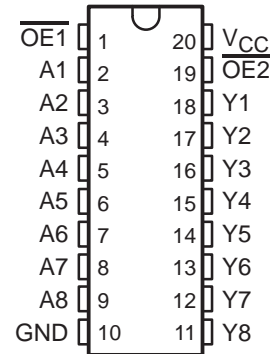 O̅E̅1̅ 1 20 VCC
A1 2 19 O̅E̅2̅
A2 3 18 Y1
A3 4 17 Y2
A4 5 16 Y3
A5 6 15 Y4
A6 7 14 Y5
A7 8 13 Y6
A8 9 12 Y7
GND 10 11 Y8